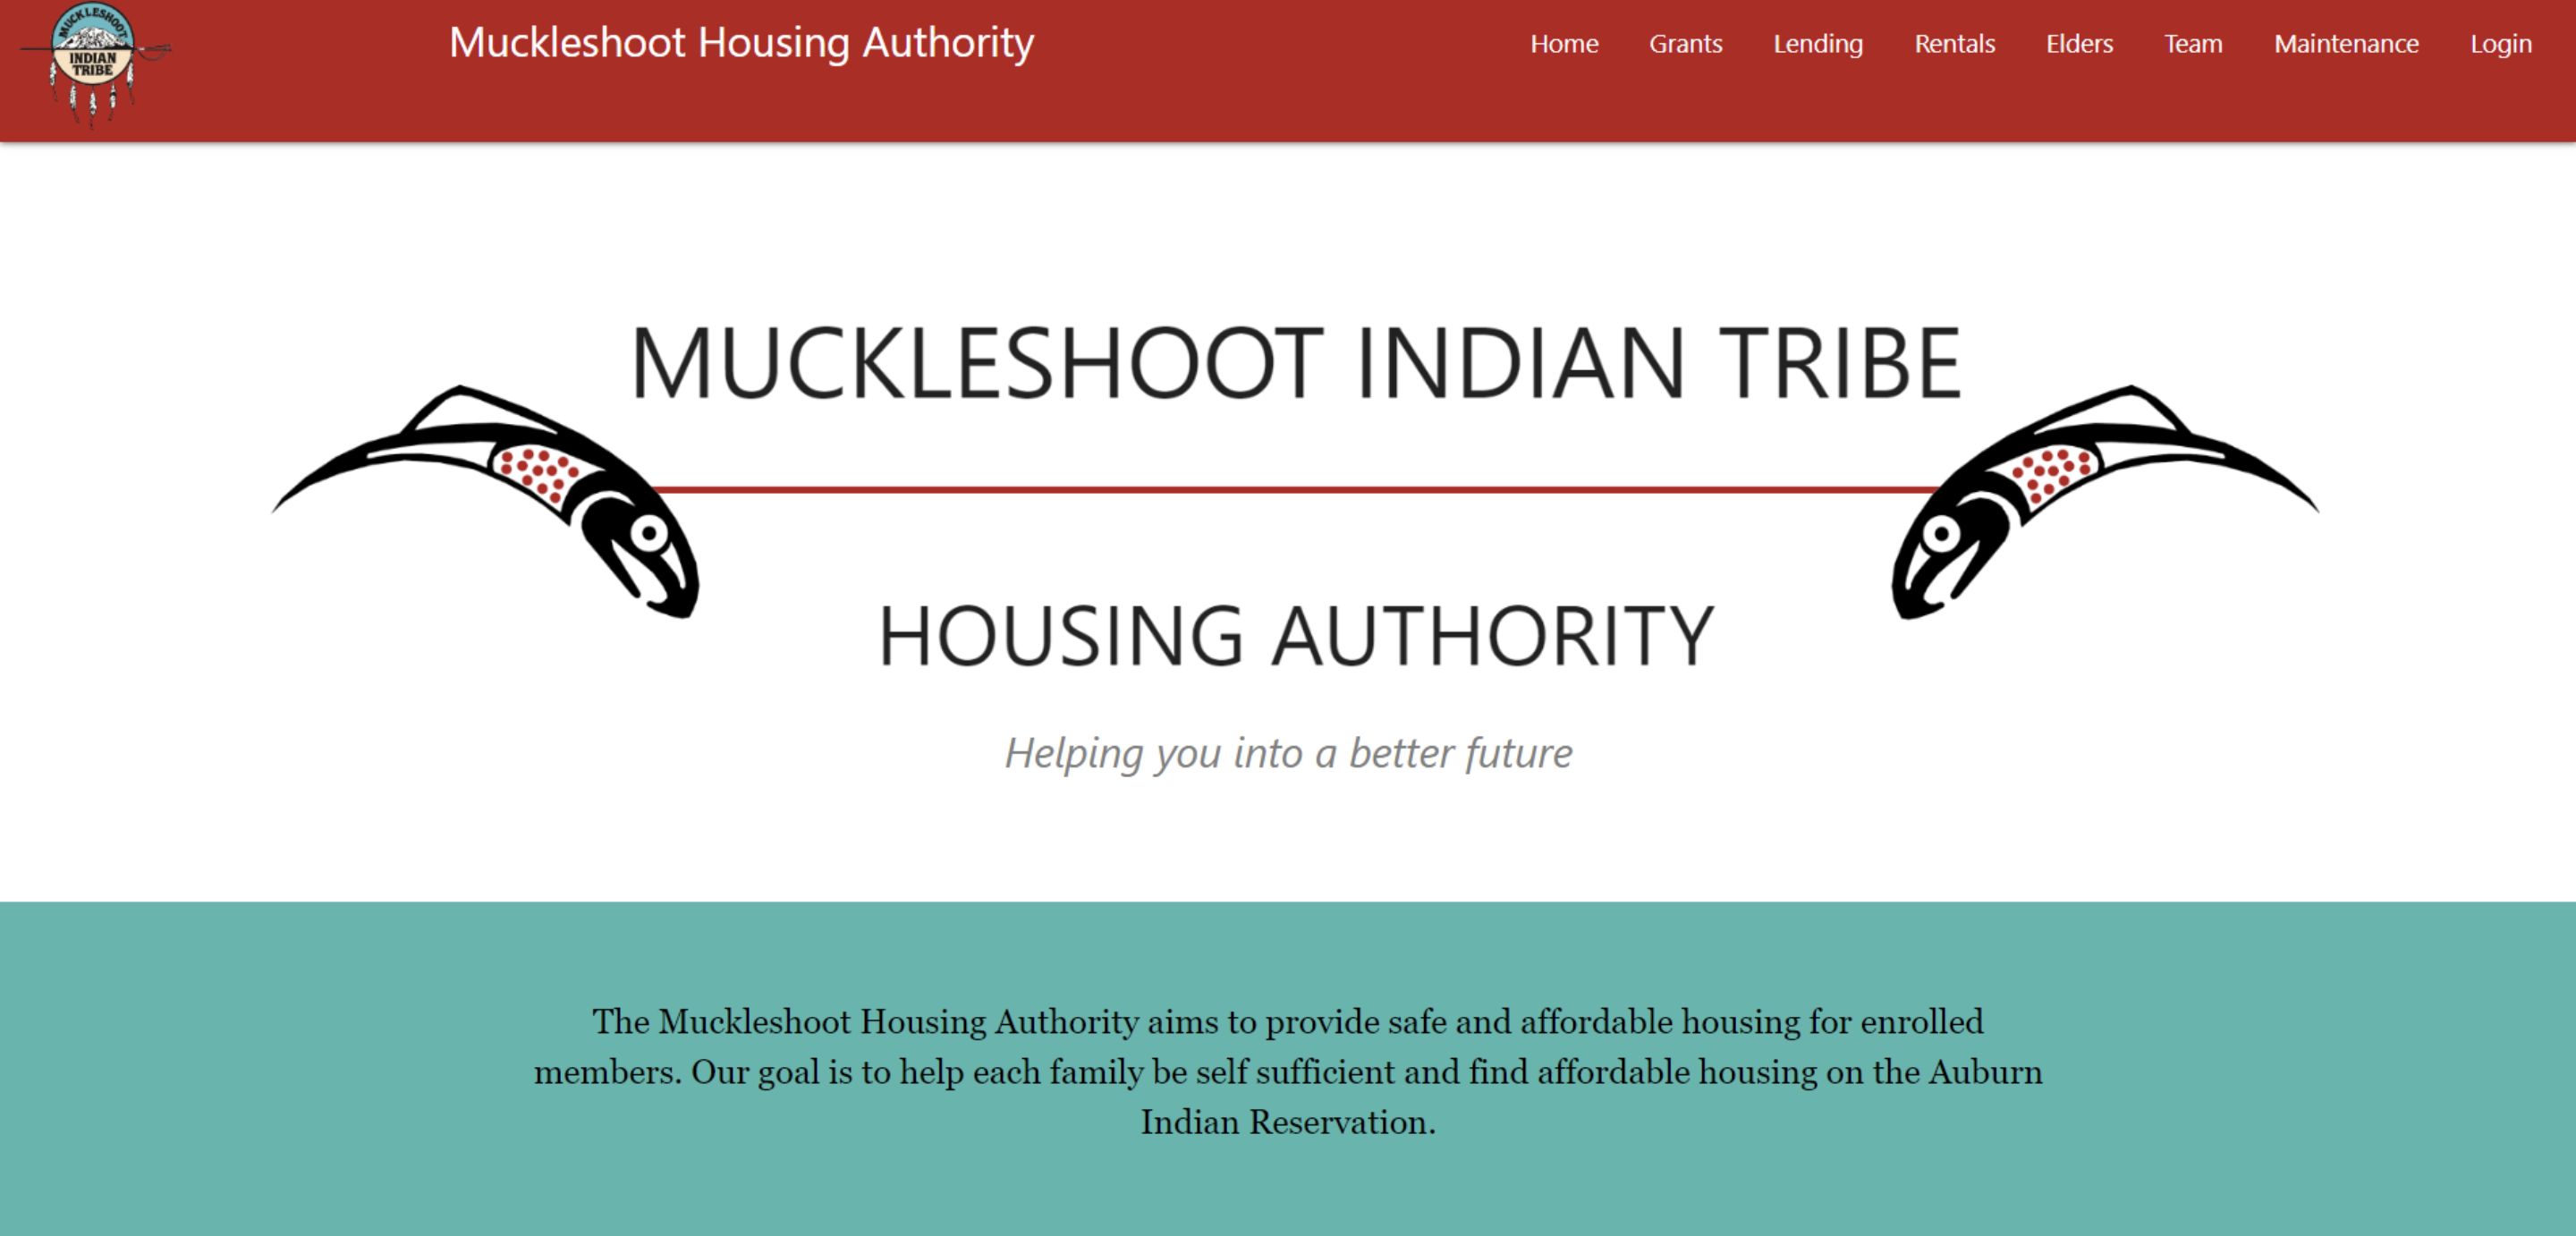 MUCKLESHOOT
INDIAN
TRIBE
Muckleshoot Housing Authority
Home Grants Lending Rentals Elders Team Maintenance Login
MUCKLESHOOT INDIAN TRIBE
HOUSING AUTHORITY
Helping you into a better future
The Muckleshoot Housing Authority aims to provide safe and affordable housing for enrolled
members. Our goal is to help each family be self sufficient and find affordable housing on the Auburn
Indian Reservation.